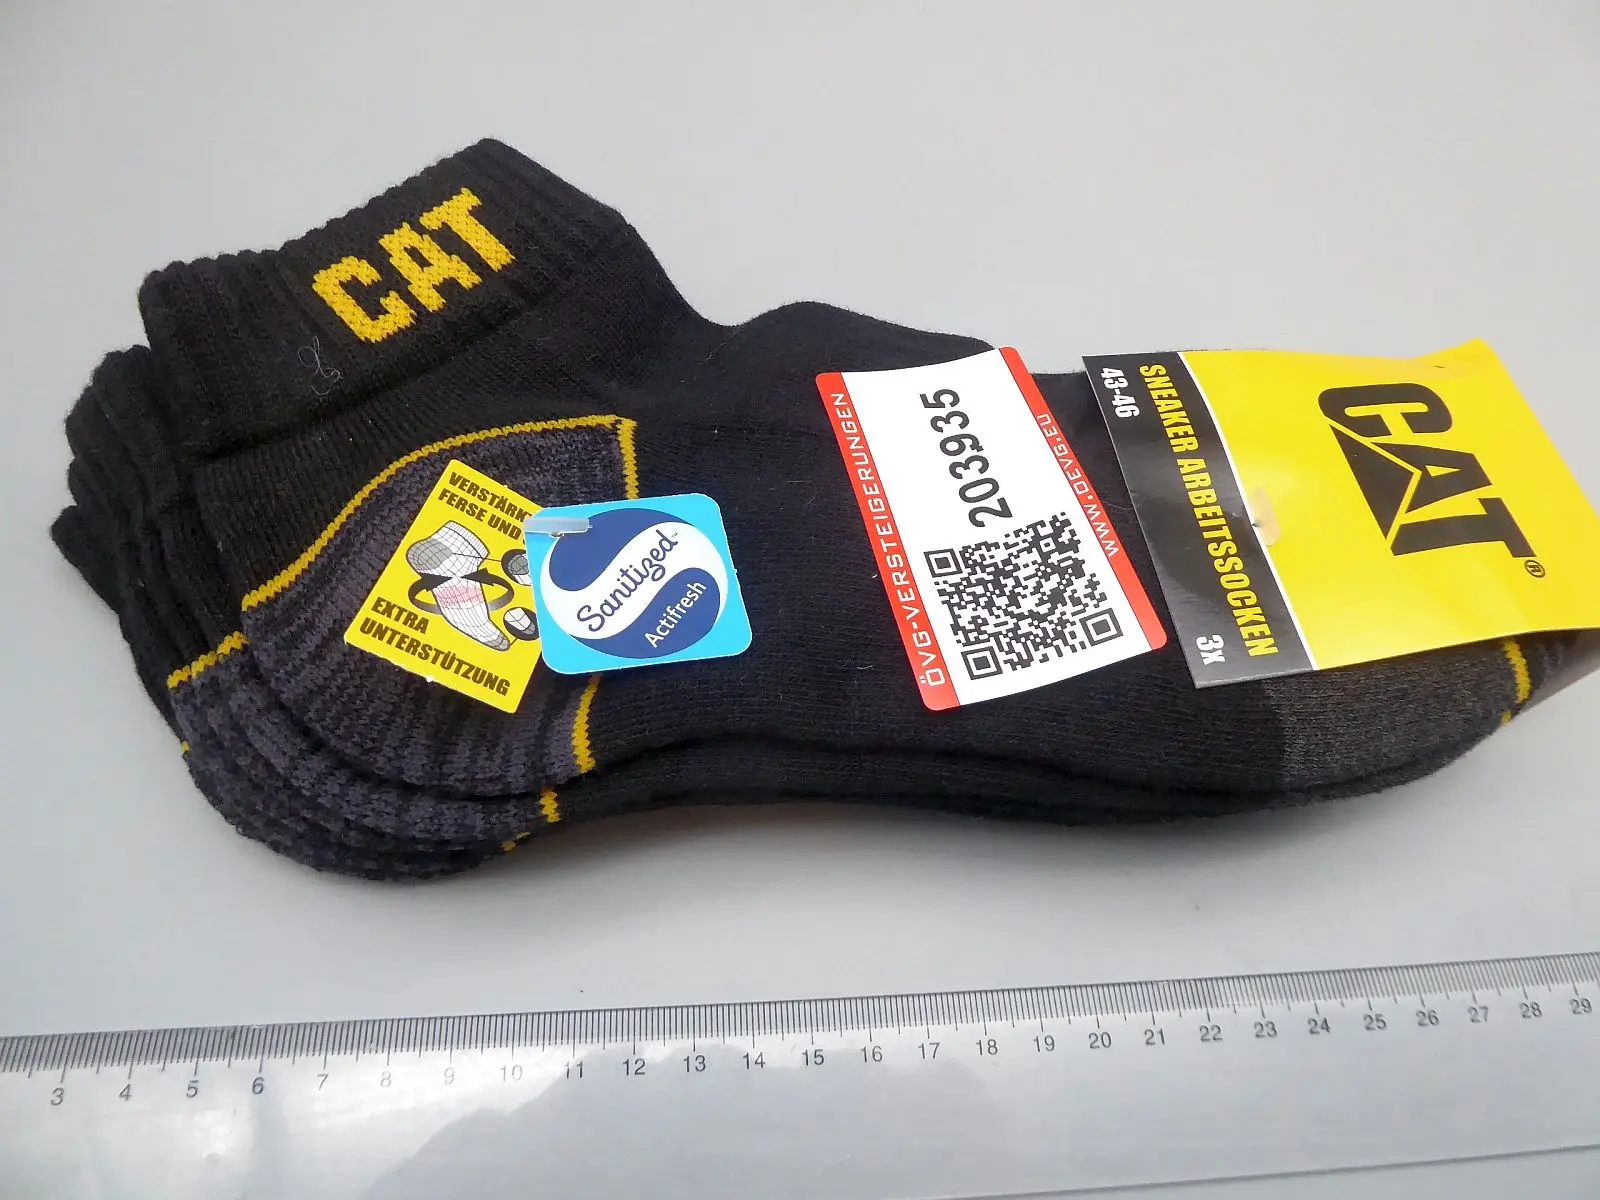 CAT
VERSTÄRK
FERSE UND
EXTRA
UNTERSTÜTZUNG
Sanitized™
Actifresh
ÖVG-VERSTEIGERUNGEN
203935
WWW.OEVG.EU
43-46
SNEAKER ARBEITSSOCKEN
3X
CAT®
3 4 5 6 7 8 9 10 11 12 13 14 15 16 17 18 19 20 21 22 23 24 25 26 27 28 29